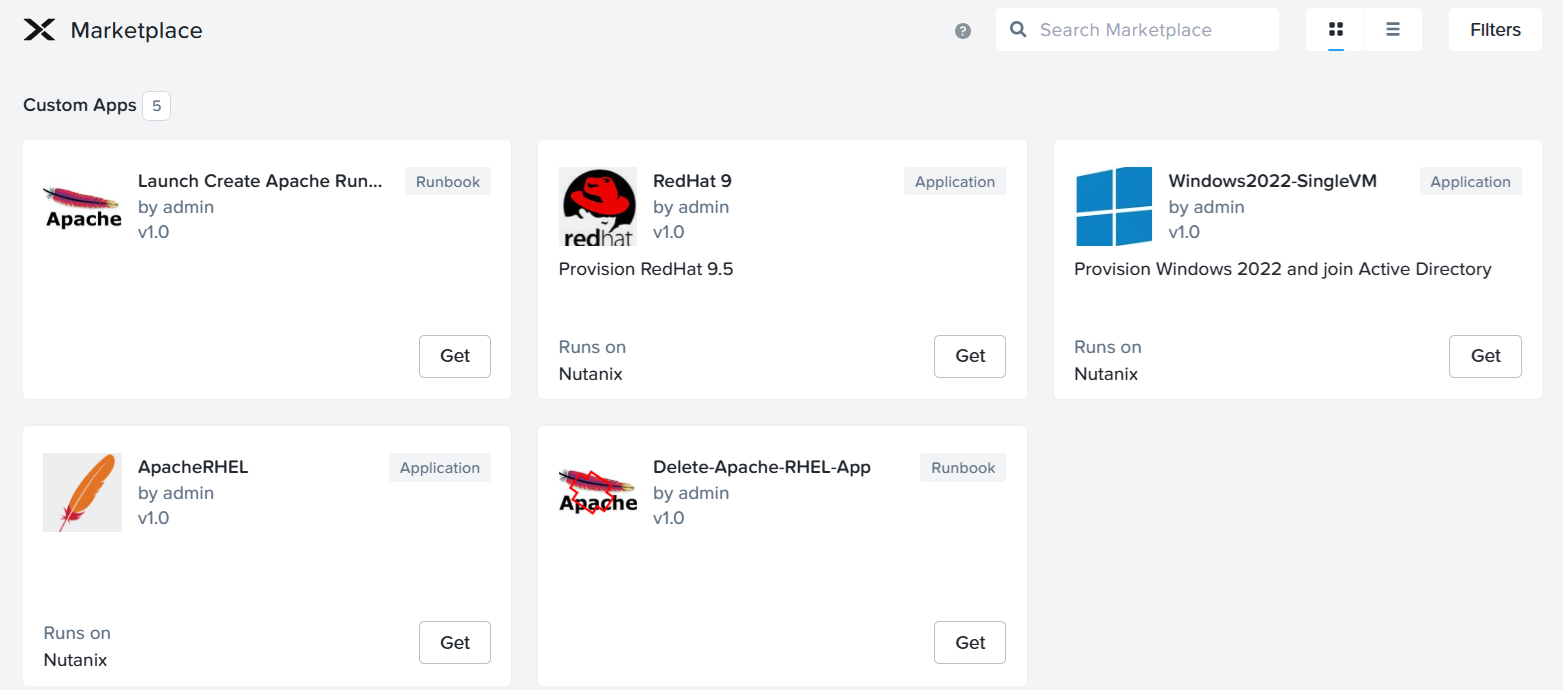 Marketplace
?
Search Marketplace
FIlters
Custom Apps 5
Apache
Launch Create Apache Run...
by admin
v1.0
Runbook
Get
redhat
RedHat 9
by admin
v1.0
Application
Provision RedHat 9.5
Runs on
Nutanix
Get
Windows2022-SingleVM
by admin
v1.0
Application
Provision Windows 2022 and join Active Directory
Runs on
Nutanix
Get
ApacheRHEL
by admin
v1.0
Application
Runs on
Nutanix
Get
Apache
Delete-Apache-RHEL-App
by admin
v1.0
Runbook
Get